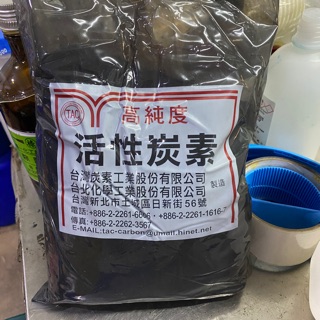 TAC
高純度
活性炭素
台灣炭素工業股份有限公司
台北化學工業股份有限公司 製造
台灣新北市土城區日新街56號
電話:+886-2-2261-6606、+886-2-2261-1616-7
傳真:+886-2-2262-3567
E-MAIL:tac-carbon@umail.hinet.net